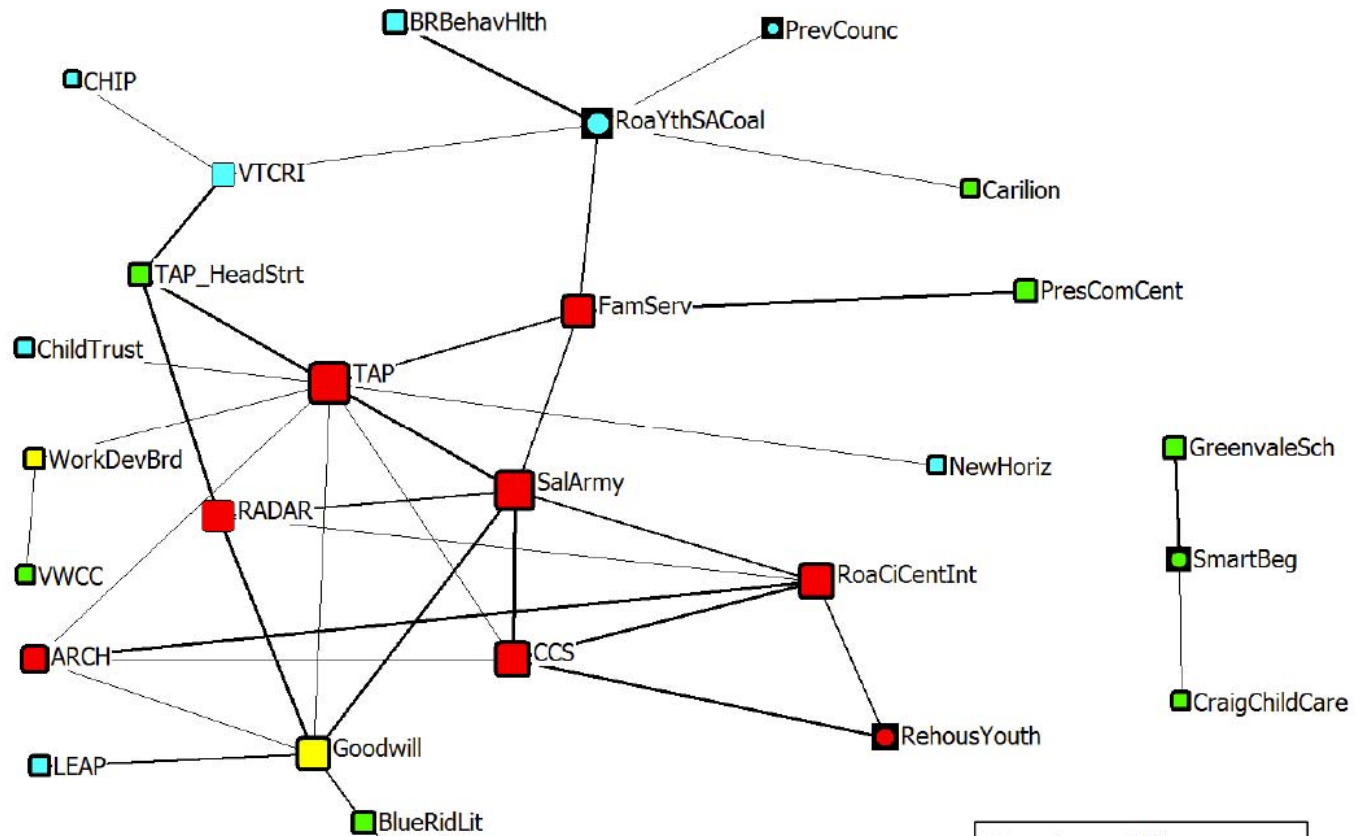 BRBehavHlth
PrevCounc
CHIP
RoaYthSACoal
VTCRI
Carilion
TAP_HeadStrt
PresComCent
FamServ
ChildTrust
TAP
GreenvaleSch
WorkDevBrd
NewHoriz
SalArmy
RADAR
SmartBeg
VWCC
RoaCiCentInt
ARCH
CCS
CraigChildCare
RehousYouth
Goodwill
LEAP
BlueRidLit